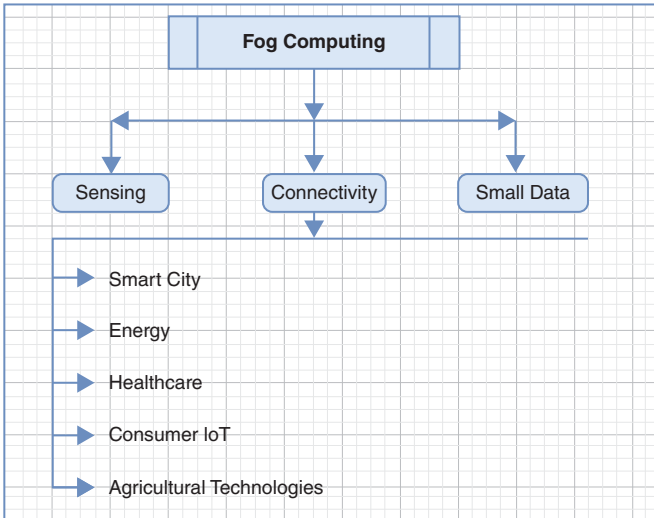 Fog Computing
Sensing
Connectivity
Small Data
Smart City
Energy
Healthcare
Consumer IoT
Agricultural Technologies